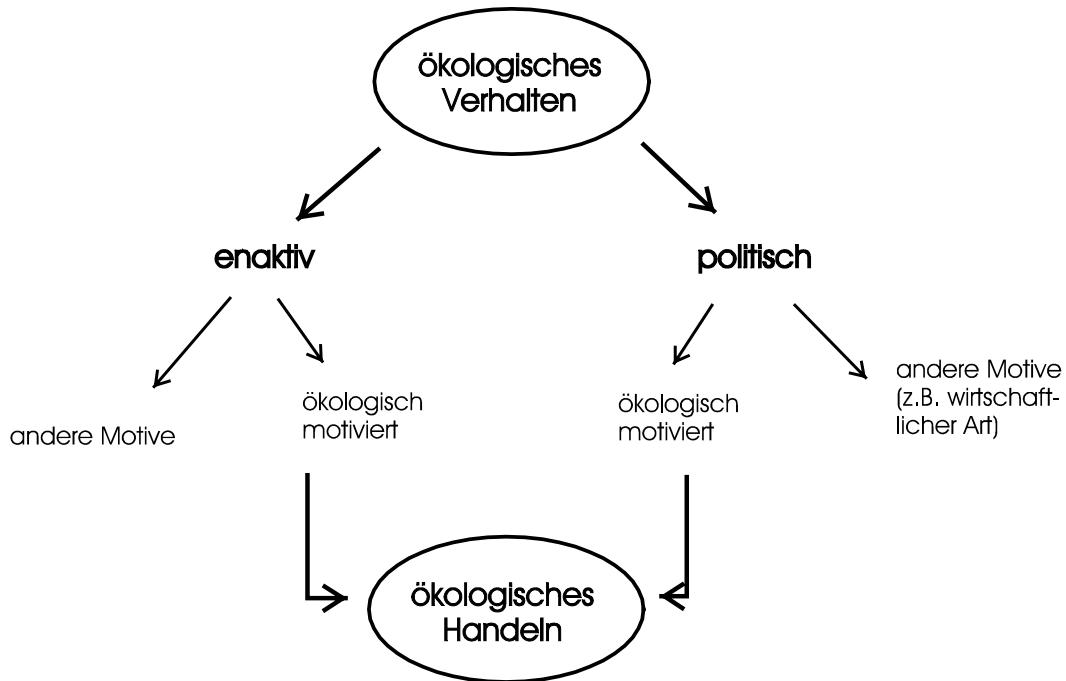 ökologisches
Verhalten
enaktiv
politisch
andere Motive
ökologisch
motiviert
ökologisch
motiviert
andere Motive
(z.B. wirtschaft-
licher Art)
ökologisches
Handeln